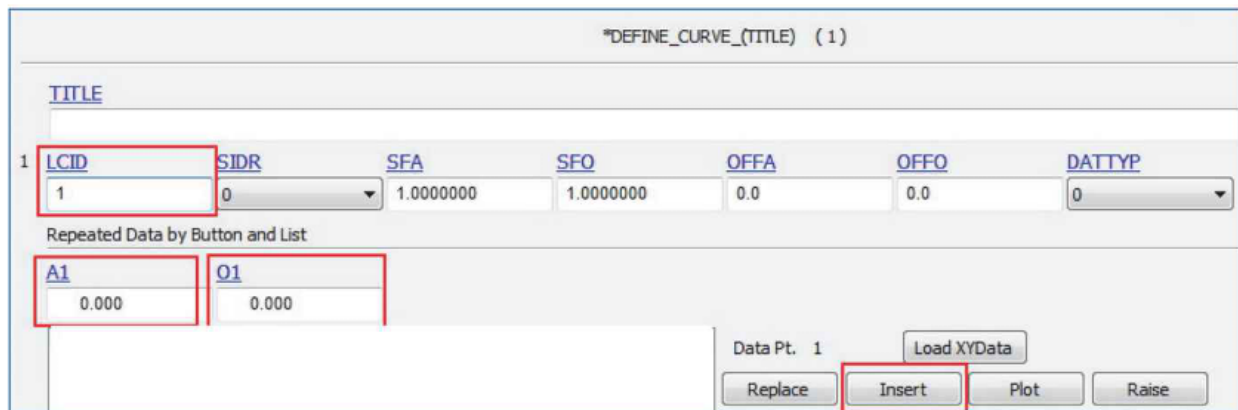 *DEFINE_CURVE_(TITLE) (1)
TITLE
1 LCID SIDR SFA SFO OFFA OFFO DATTYP
1 0 1.0000000 1.0000000 0.0 0.0 0
Repeated Data by Button and List
A1 O1
0.000 0.000
Data Pt. 1 Load XYData
Replace Insert Plot Raise